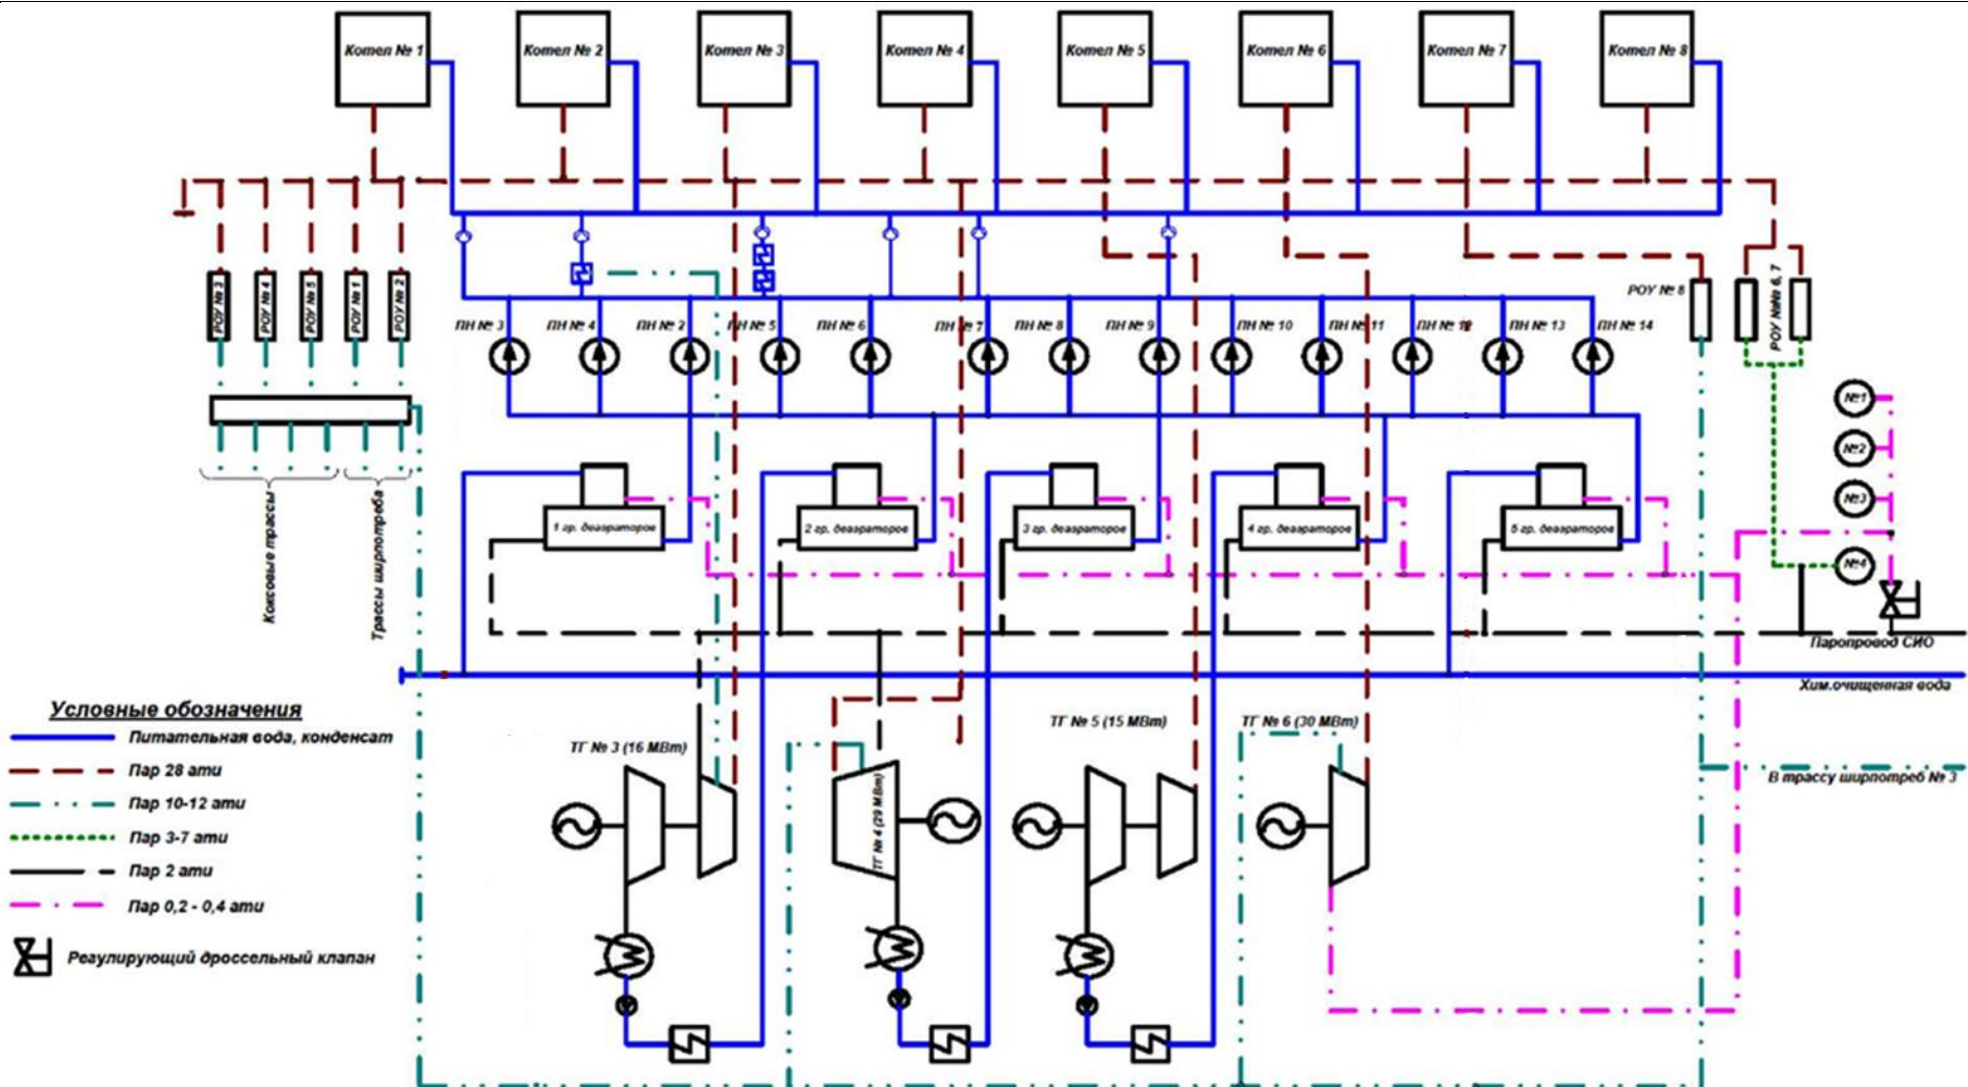 Котел № 1
Котел № 2
Котел № 3
Котел № 4
Котел № 5
Котел № 6
Котел № 7
Котел № 8
РОУ № 3
РОУ № 4
РОУ № 5
РОУ № 1
РОУ № 2
РОУ № 8
РОУ №№ 6, 7
ПН № 3
ПН № 4
ПН № 2
ПН № 5
ПН № 6
ПН № 7
ПН № 8
ПН № 9
ПН № 10
ПН № 11
ПН № 12
ПН № 13
ПН № 14
№1
№2
№3
№4
Коксовые трассы
Трассы ширпотреба
1 гр. деаэраторов
2 гр. деаэраторов
3 гр. деаэраторов
4 гр. деаэраторов
5 гр. деаэраторов
Паропровод СИО
Хим.очищенная вода
В трассу ширпотреб № 3
ТГ № 3 (16 МВт)
ТГ № 4 (29 МВт)
ТГ № 5 (15 МВт)
ТГ № 6 (30 МВт)
Условные обозначения
Питательная вода, конденсат
Пар 28 ати
Пар 10-12 ати
Пар 3-7 ати
Пар 2 ати
Пар 0,2 - 0,4 ати
Регулирующий дроссельный клапан